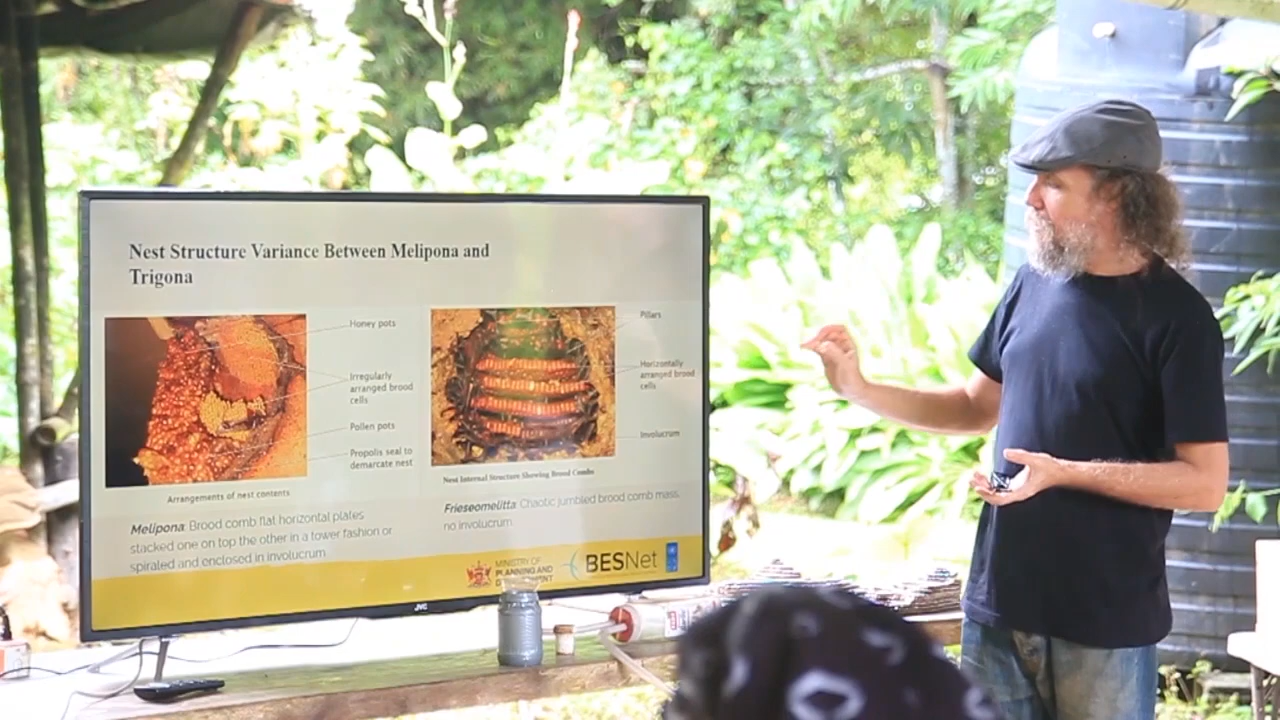 Nest Structure Variance Between Melipona and
Trigona
Honey pots
Irregularly
arranged brood
cells
Pollen pots
Propolis seal to
demarcate nest
Arrangements of nest contents
Pillars
Horizontally
arranged brood
cells
Involucrum
Nest Internal Structure Showing Brood Combs
Melipona: Brood comb flat horizontal plates
stacked one on top the other in a tower fashion or
spiraled and enclosed in involucrum
Frieseomelitta: Chaotic jumbled brood comb mass,
no involucrum.
MINISTRY OF
PLANNING AND
DEVELOPMENT
BESNet
JVC